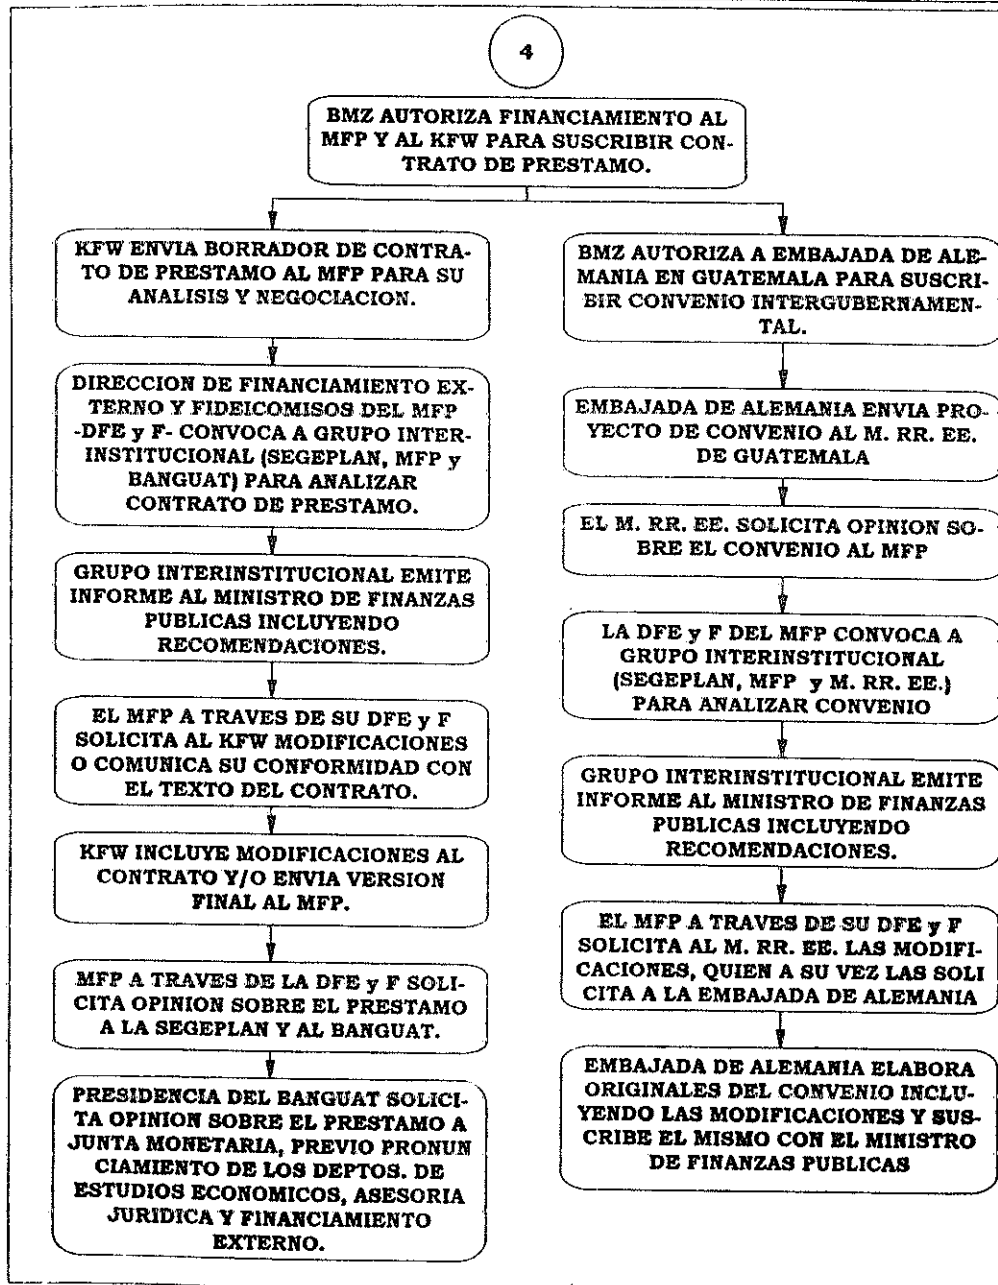 4
BMZ AUTORIZA FINANCIAMIENTO AL
MFP Y AL KFW PARA SUSCRIBIR CON-
TRATO DE PRESTAMO.
KFW ENVIA BORRADOR DE CONTRA-
TO DE PRESTAMO AL MFP PARA SU
ANALISIS Y NEGOCIACION.
DIRECCION DE FINANCIAMIENTO EX-
TERNO Y FIDEICOMISOS DEL MFP
-DFE y F- CONVOCA A GRUPO INTER-
INSTITUCIONAL (SEGEPLAN, MFP y
BANGUAT) PARA ANALIZAR
CONTRATO DE PRESTAMO.
GRUPO INTERINSTITUCIONAL EMITE
INFORME AL MINISTRO DE FINANZAS
PUBLICAS INCLUYENDO
RECOMENDACIONES.
EL MFP A TRAVES DE SU DFE y F
SOLICITA AL KFW MODIFICACIONES
O COMUNICA SU CONFORMIDAD CON
EL TEXTO DEL CONTRATO.
KFW INCLUYE MODIFICACIONES AL
CONTRATO Y/O ENVIA VERSION
FINAL AL MFP.
MFP A TRAVES DE LA DFE y F SOLI-
CITA OPINION SOBRE EL PRESTAMO
A LA SEGEPLAN Y AL BANGUAT.
PRESIDENCIA DEL BANGUAT SOLICI-
TA OPINION SOBRE EL PRESTAMO A
JUNTA MONETARIA, PREVIO PRONUN
CIAMIENTO DE LOS DEPTOS. DE
ESTUDIOS ECONOMICOS, ASESORIA
JURIDICA Y FINANCIAMIENTO
EXTERNO.
BMZ AUTORIZA A EMBAJADA DE ALE-
MANIA EN GUATEMALA PARA SUSCRI-
BIR CONVENIO INTERGUBERNAMEN-
TAL.
EMBAJADA DE ALEMANIA ENVIA PRO-
YECTO DE CONVENIO AL M. RR. EE.
DE GUATEMALA
EL M. RR. EE. SOLICITA OPINION SO-
BRE EL CONVENIO AL MFP
LA DFE y F DEL MFP CONVOCA A
GRUPO INTERINSTITUCIONAL
(SEGEPLAN, MFP y M. RR. EE.)
PARA ANALIZAR CONVENIO
GRUPO INTERINSTITUCIONAL EMITE
INFORME AL MINISTRO DE FINANZAS
PUBLICAS INCLUYENDO
RECOMENDACIONES.
EL MFP A TRAVES DE SU DFE y F
SOLICITA AL M. RR. EE. LAS MODIFI-
CACIONES, QUIEN A SU VEZ LAS SOLI
CITA A LA EMBAJADA DE ALEMANIA
EMBAJADA DE ALEMANIA ELABORA
ORIGINALES DEL CONVENIO INCLU-
YENDO LAS MODIFICACIONES Y SUS-
CRIBE EL MISMO CON EL MINISTRO
DE FINANZAS PUBLICAS